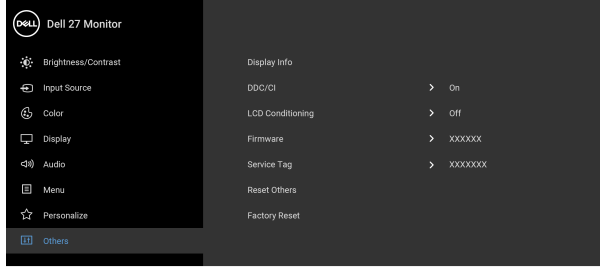 DELL Dell 27 Monitor
Brightness/Contrast Display Info
Input Source DDC/CI > On
Color LCD Conditioning > Off
Display Firmware > XXXXXX
Audio Service Tag > XXXXXXX
Menu Reset Others
Personalize Factory Reset
Others